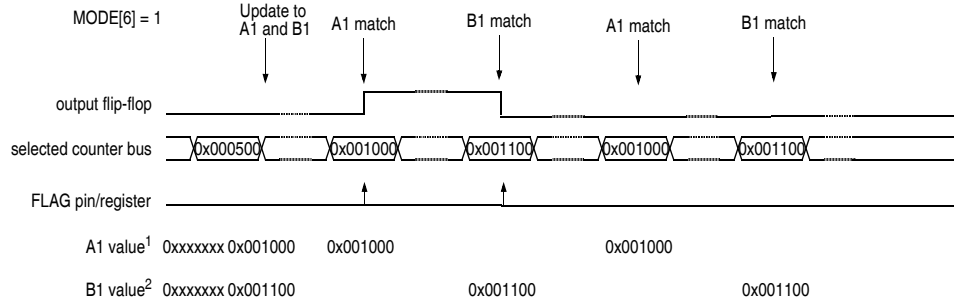 MODE[6] = 1
Update to
A1 and B1
A1 match
B1 match
A1 match
B1 match
output flip-flop
selected counter bus
0x000500
0x001000
0x001100
0x001000
0x001100
FLAG pin/register
A1 value1 0xxxxxxx 0x001000 0x001000 0x001000
B1 value2 0xxxxxxx 0x001100 0x001100 0x001100